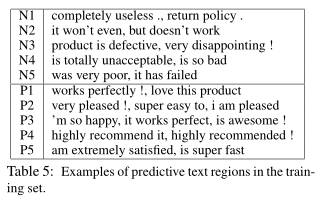 N1 completely useless ., return policy .
N2 it won't even, but doesn't work
N3 product is defective, very disappointing !
N4 is totally unacceptable, is so bad
N5 was very poor, it has failed
P1 works perfectly !, love this product
P2 very pleased !, super easy to, i am pleased
P3 'm so happy, it works perfect, is awesome !
P4 highly recommend it, highly recommended !
P5 am extremely satisfied, is super fast
Table 5: Examples of predictive text regions in the train-
ing set.